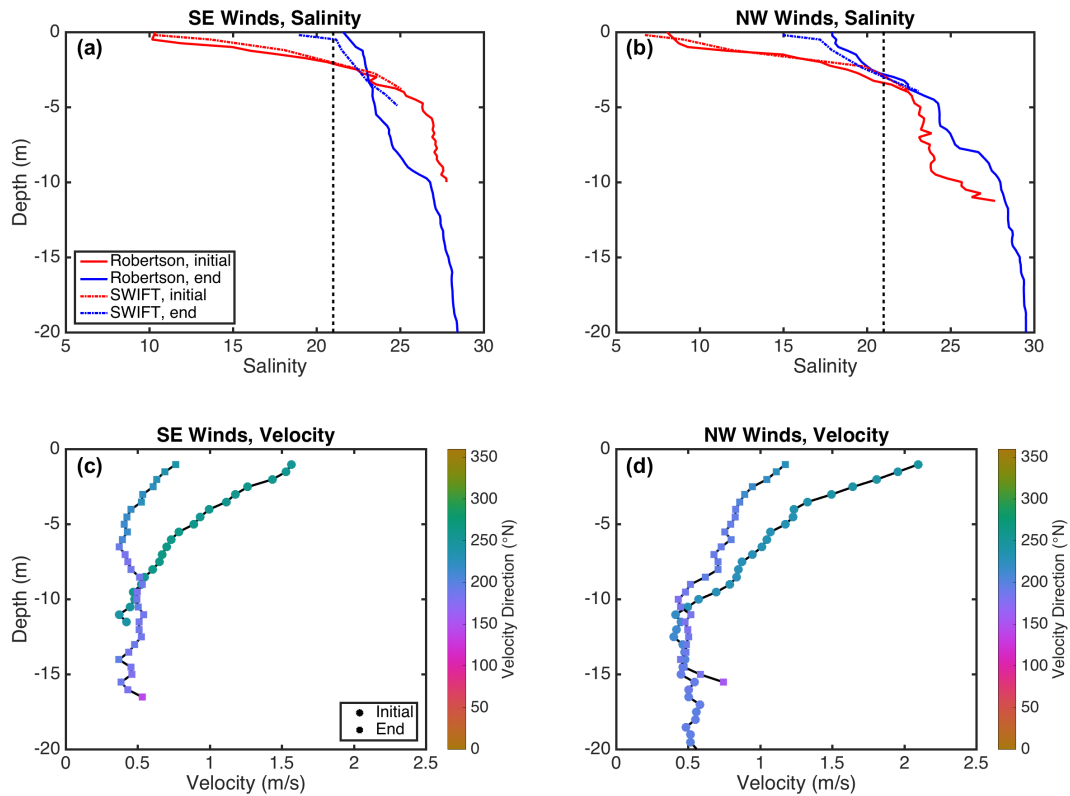 SE Winds, Salinity
(a)
Depth (m)
0
-5
-10
-15
-20
Robertson, initial
Robertson, end
SWIFT, initial
SWIFT, end
5 10 15 20 25 30
Salinity
NW Winds, Salinity
(b)
0
-5
-10
-15
-20
5 10 15 20 25 30
Salinity
SE Winds, Velocity
(c)
Depth (m)
0
-5
-10
-15
-20
Initial
End
0 0.5 1 1.5 2 2.5
Velocity (m/s)
350
300
250
200
150
100
50
0
Velocity Direction (°N)
NW Winds, Velocity
(d)
0
-5
-10
-15
-20
0 0.5 1 1.5 2 2.5
Velocity (m/s)
350
300
250
200
150
100
50
0
Velocity Direction (°N)